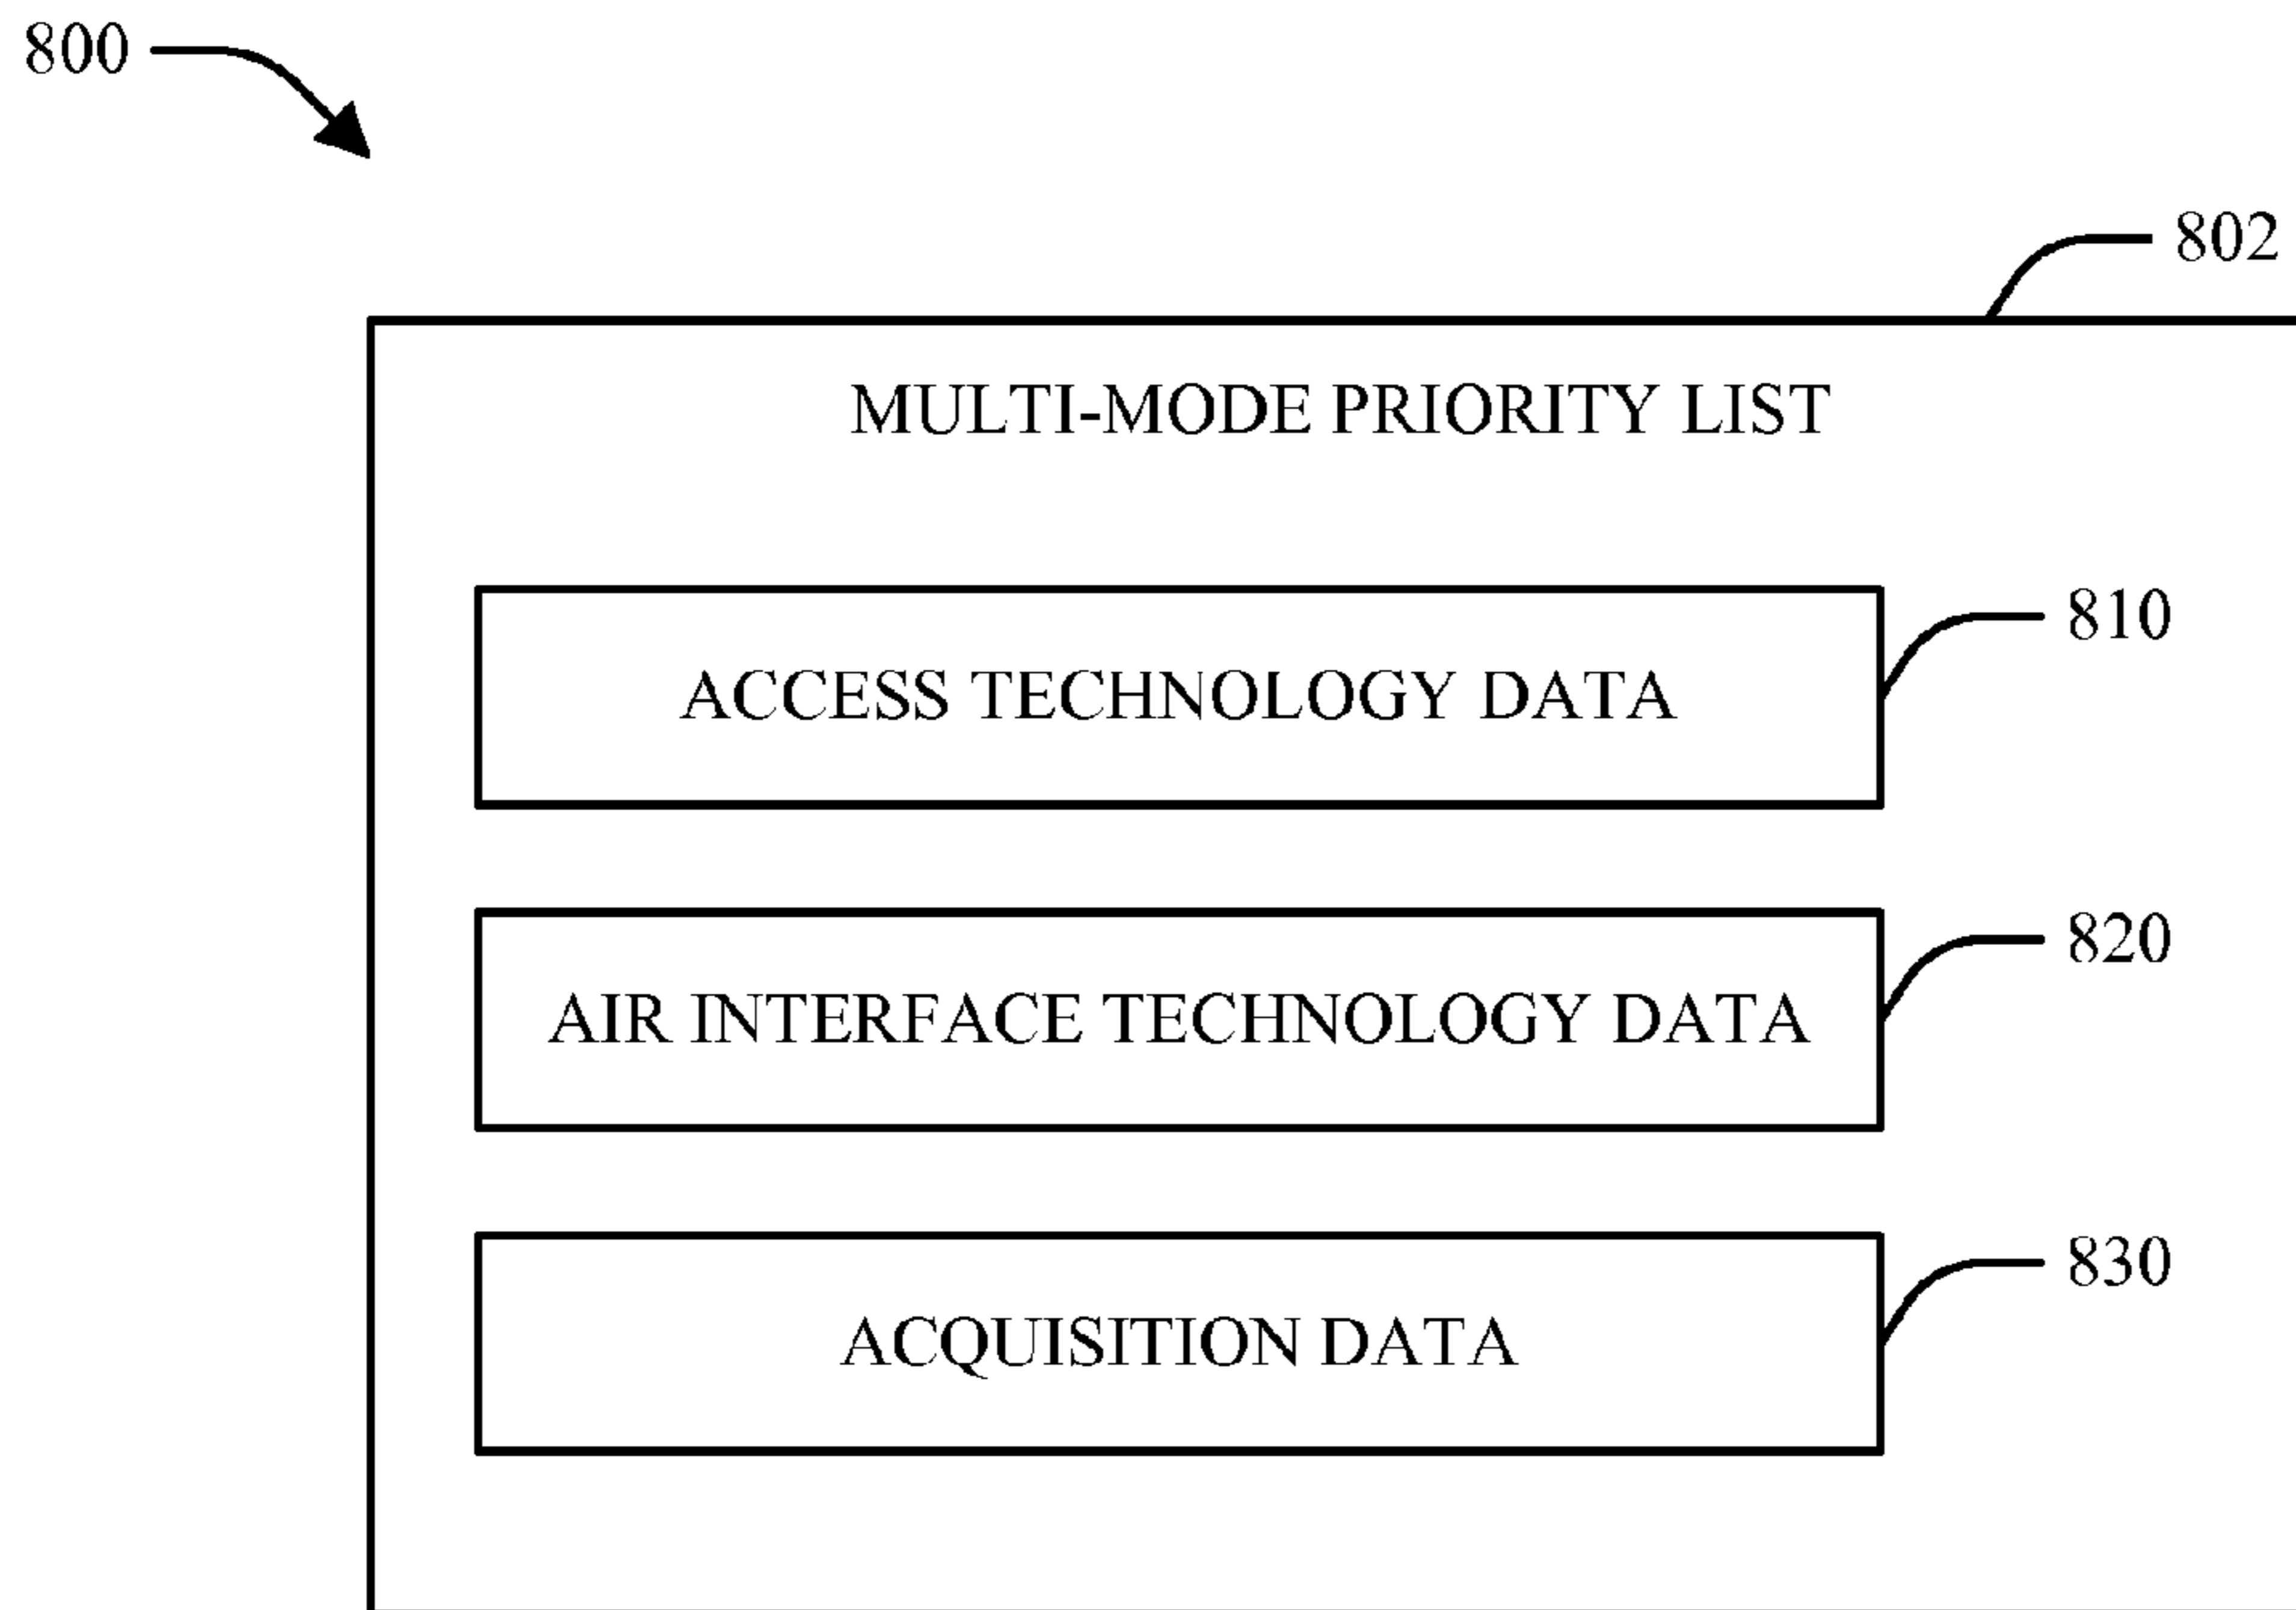 800
802
MULTI-MODE PRIORITY LIST
810
ACCESS TECHNOLOGY DATA
820
AIR INTERFACE TECHNOLOGY DATA
830
ACQUISITION DATA